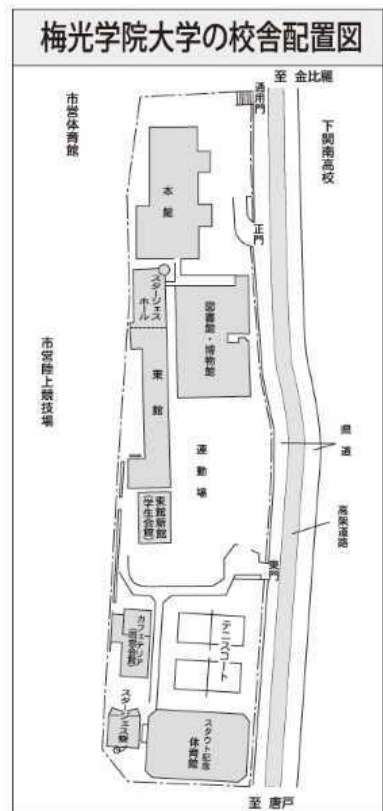 梅光学院大学の校舎配置図
至 金比羅
通用門
市営体育館
下関南高校
本館
正門
スタージェスホール
図書館・博物館
市営陸上競技場
東館
運動場
県道
高架道路
東館新館
(学生会館)
東門
カフェテリア
テニスコート
スタージェス祭
スタウト記念
体育館
至 唐戸